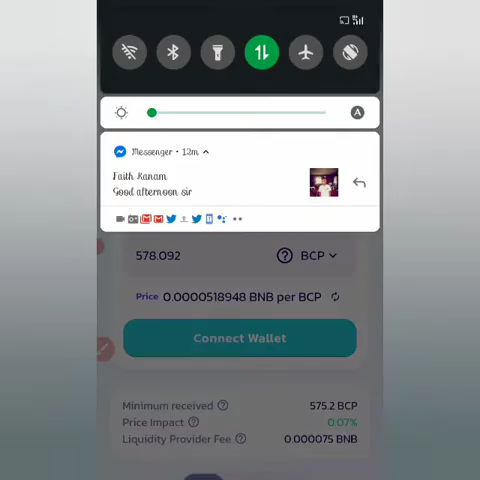 Messenger • 12m
Faith Kanam
Good afternoon sir
578.092
BCP
Price 0.0000518948 BNB per BCP
Connect Wallet
Minimum received
575.2 BCP
Price Impact
0.07%
Liquidity Provider Fee
0.000075 BNB